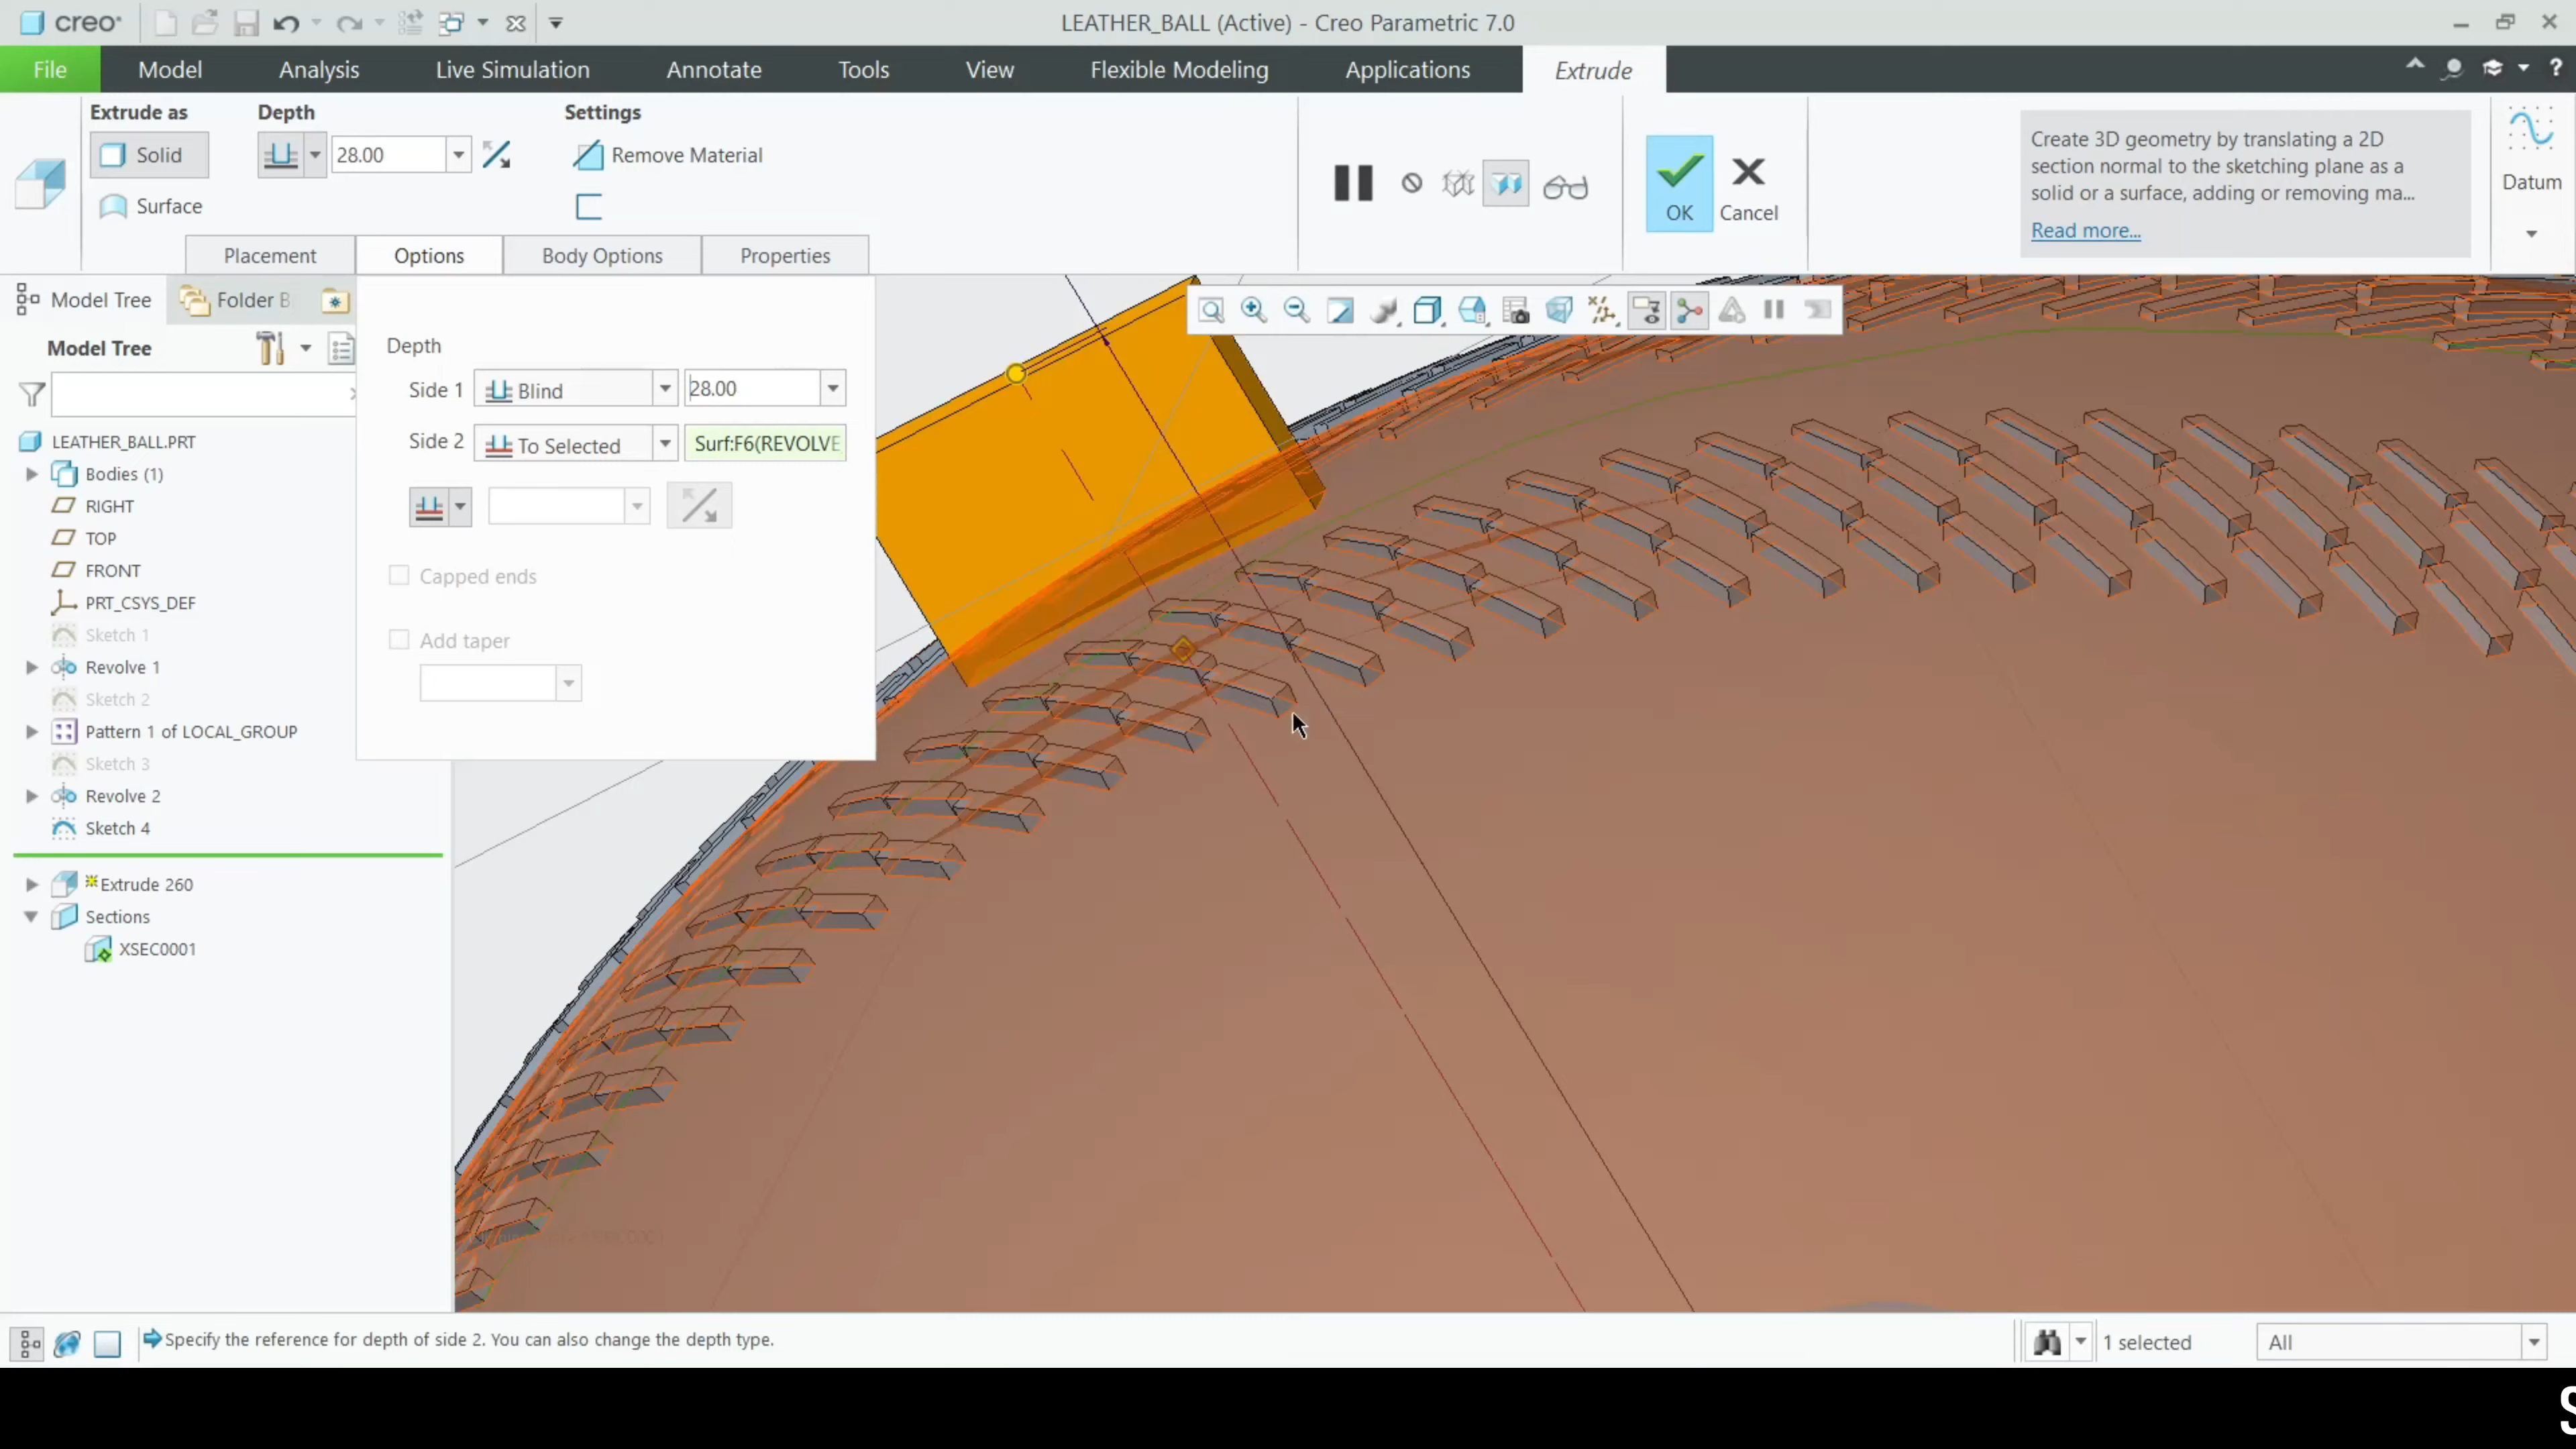 creo
LEATHER_BALL (Active) - Creo Parametric 7.0
File
Model
Analysis
Live Simulation
Annotate
Tools
View
Flexible Modeling
Applications
Extrude
?
Extrude as
Solid
Surface
Depth
28.00
Settings
Remove Material
OK
Cancel
Create 3D geometry by translating a 2D
section normal to the sketching plane as a
solid or a surface, adding or removing ma...
Read more...
Datum
Placement
Options
Body Options
Properties
Model Tree
Folder B
Model Tree
LEATHER_BALL.PRT
Bodies (1)
RIGHT
TOP
FRONT
PRT_CSYS_DEF
Sketch 1
Revolve 1
Sketch 2
Pattern 1 of LOCAL_GROUP
Sketch 3
Revolve 2
Sketch 4
Extrude 260
Sections
XSEC0001
Depth
Side 1 Blind 28.00
Side 2 To Selected Surf:F6(REVOLVE
Capped ends
Add taper
Specify the reference for depth of side 2. You can also change the depth type.
1 selected
All
S